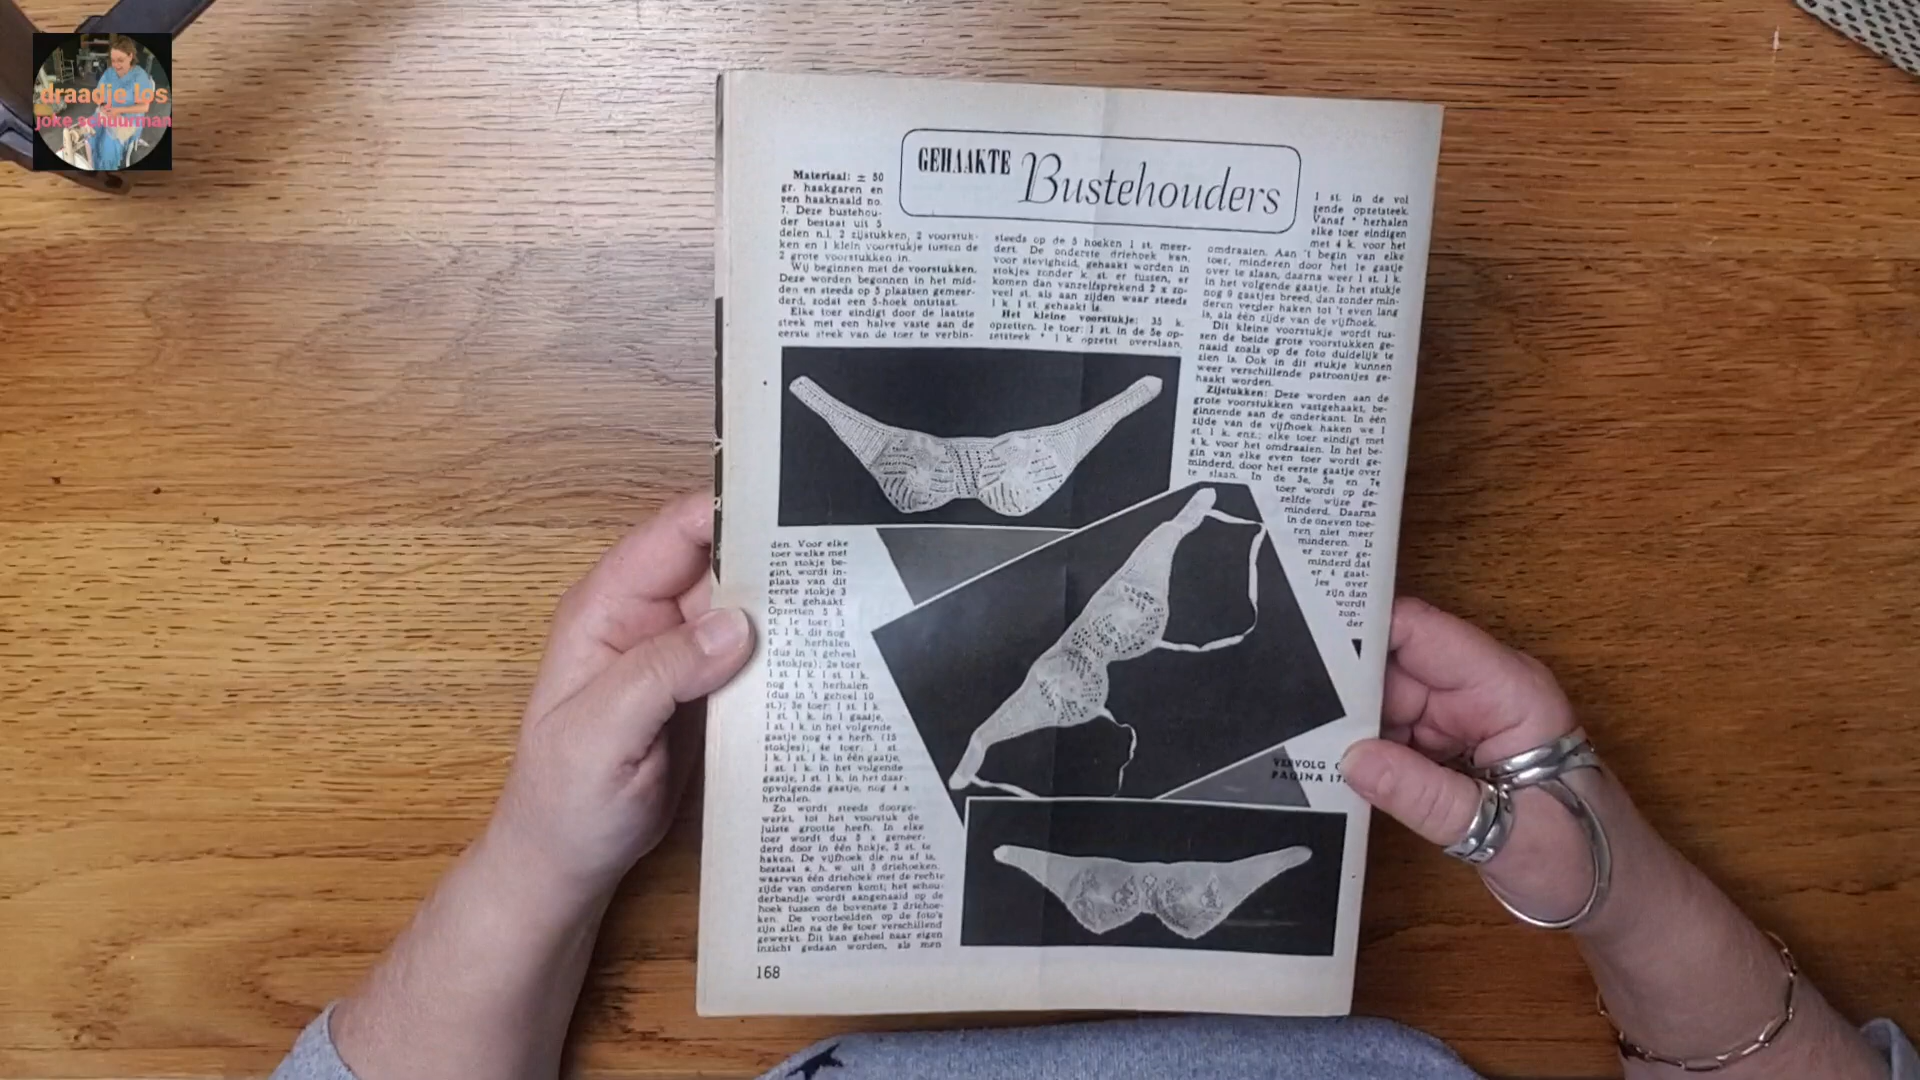 draadje los
joke schuurman
GEHAAKTE Bustehouders
Materiaal: ± 50
gr. haakgaren en
een haaknaald no.
7. Deze bustehou-
der bestaat uit 5
delen n.l. 2 zijstukken, 2 voorstuk-
ken en 1 klein voorstukje tussen de
2 grote voorstukken in.
Wij beginnen met de voorstukken.
Deze worden begonnen in het mid-
den en steeds op 5 plaatsen gemeer-
derd, zodat een 5-hoek ontstaat.
Elke toer eindigt door de laatste
steek met een halve vaste aan de
eerste steek van de toer te verbin-
den. Voor elke
toer welke met
een stokje be-
gint, wordt in-
plaats van dit
eerste stokje 3
k. st. gehaakt.
Opzetten 5 k.
st. 1e toer: 1
st. 1 k. dit nog
4 x herhalen
(dus in 't geheel
5 stokjes); 2e toer
1 st. 1 k. 1 st. 1 k.
nog 4 x herhalen
(dus in 't geheel 10
st.); 3e toer: 1 st. 1 k.
1 st. 1 k. in 1 gaatje,
1 st. 1 k. in het volgende
gaatje nog 4 x herh. (15
stokjes); 4e toer: 1 st.
1 k. 1 st. 1 k. in één gaatje,
1 st. 1 k. in het volgende
gaatje, 1 st. 1 k. in het daar-
opvolgende gaatje, nog 4 x
herhalen.
Zo wordt steeds doorge-
werkt, tot het voorstuk de
juiste grootte heeft. In elke
toer wordt dus 5 x gemeer-
derd door in één hokje, 2 st. te
haken. De vijfhoek die nu af is,
bestaat a. h. w. uit 5 driehoeken,
waarvan één driehoek met de rechte
zijde van onderen komt; het schou-
derbandje wordt aangenaaid op de
hoek tussen de bovenste 2 driehoe-
ken. De voorbeelden op de foto's
zijn allen na de 9e toer verschillend
gewerkt. Dit kan geheel naar eigen
inzicht gedaan worden, als men
steeds op de 5 hoeken 1 st. meer-
dert. De onderste driehoek kan,
voor stevigheid, gehaakt worden in
stokjes zonder k. st. er tussen, er
komen dan vanzelfsprekend 2 x zo-
veel st. als aan zijden waar steeds
1 k. 1 st. gehaakt is.
Het kleine voorstukje: 35 k.
opzetten. 1e toer: 1 st. in de 5e op-
zetsteek * 1 k. opzetst. overslaan,
1 st. in de vol
gende opzetsteek.
Vanaf * herhalen
elke toer eindigen
met 4 k. voor het
omdraaien. Aan 't begin van elke
toer, minderen door het 1e gaatje
over te slaan, daarna weer 1 st. 1 k.
in het volgende gaatje. Is het stukje
nog 9 gaatjes breed, dan zonder min-
deren verder haken tot 't even lang
is, als één zijde van de vijfhoek.
Dit kleine voorstukje wordt tus-
sen de beide grote voorstukken ge-
naaid zoals op de foto duidelijk te
zien is. Ook in dit stukje kunnen
weer verschillende patroontjes ge-
haakt worden.
Zijstukken: Deze worden aan de
grote voorstukken vastgehaakt, be-
ginnende aan de onderkant. In één
zijde van de vijfhoek haken we 1
st. 1 k. enz.; elke toer eindigt met
4 k. voor het omdraaien. In het be-
gin van elke even toer wordt ge-
minderd, door het eerste gaatje over
te slaan. In de 3e, 5e en 7e
toer wordt op de-
zelfde wijze ge-
minderd. Daarna
in de oneven toe-
ren niet meer
minderen. Is
er zover ge-
minderd dat
er 4 gaat-
jes over
zijn dan
wordt
zon-
der
VERVOLG
PAGINA
168